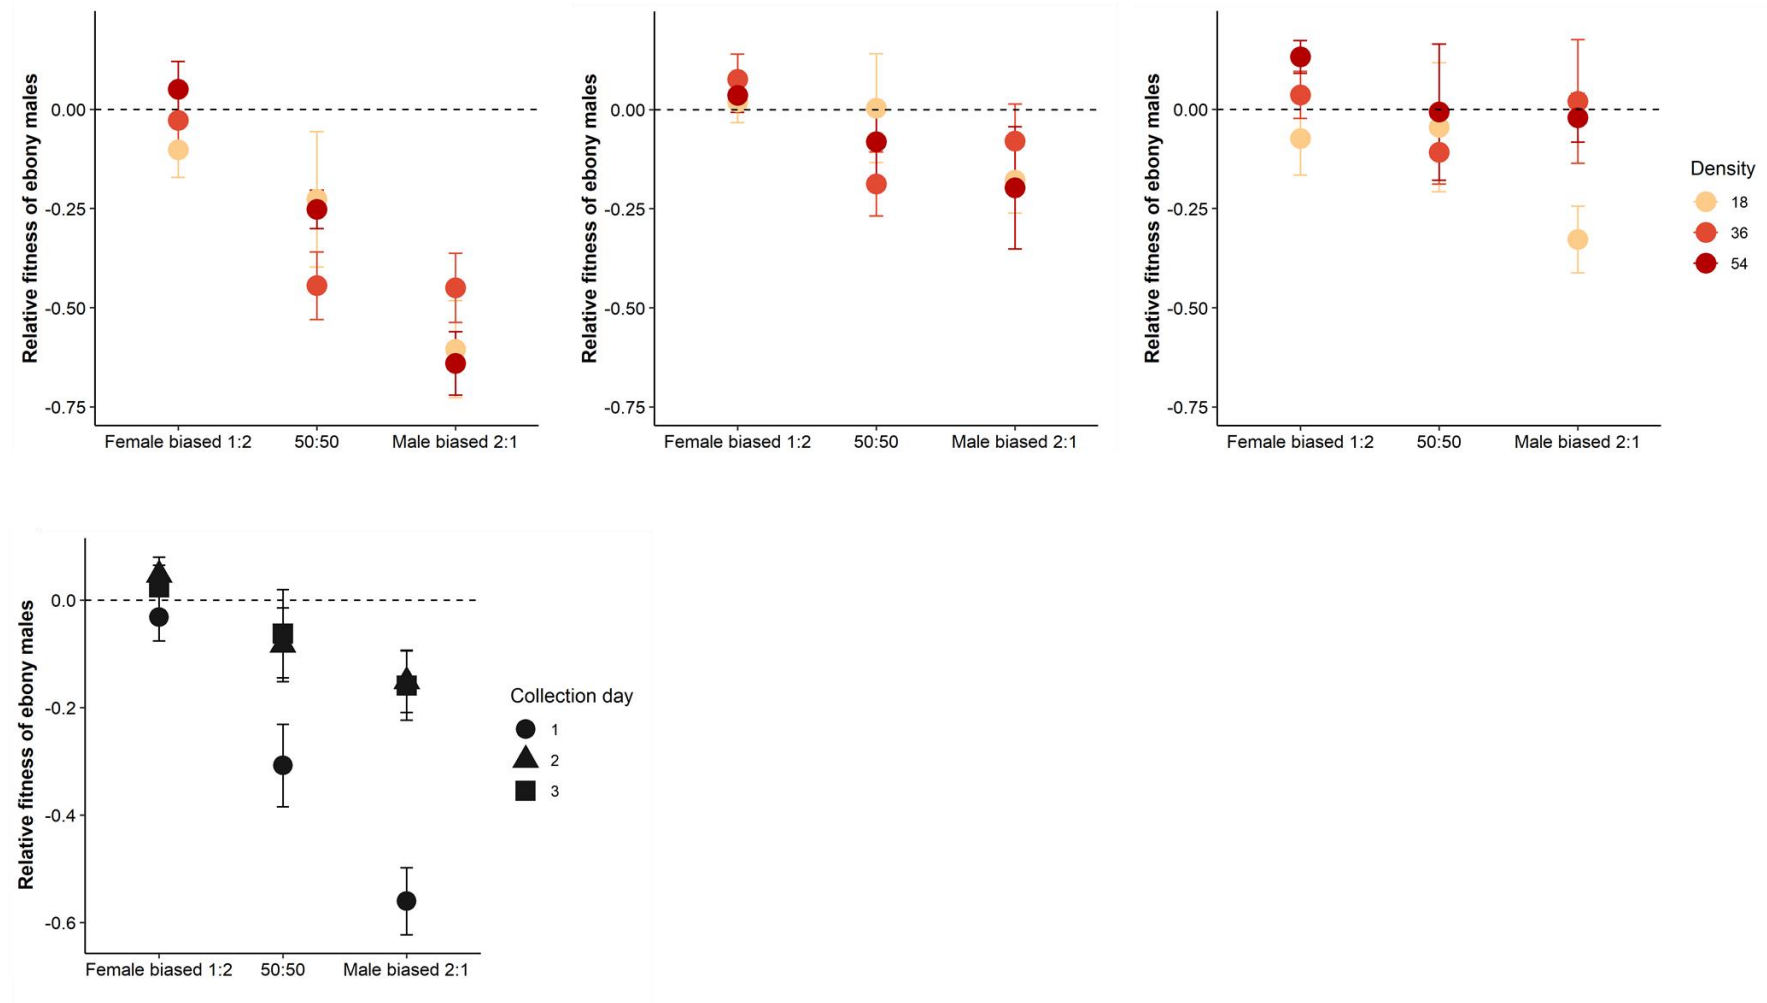 Relative fitness of ebony males
0.00
-0.25
-0.50
-0.75
Female biased 1:2
50:50
Male biased 2:1
Relative fitness of ebony males
0.00
-0.25
-0.50
-0.75
Female biased 1:2
50:50
Male biased 2:1
Relative fitness of ebony males
0.00
-0.25
-0.50
-0.75
Female biased 1:2
50:50
Male biased 2:1
Density
18
36
54
Relative fitness of ebony males
0.0
-0.2
-0.4
-0.6
Female biased 1:2
50:50
Male biased 2:1
Collection day
1
2
3